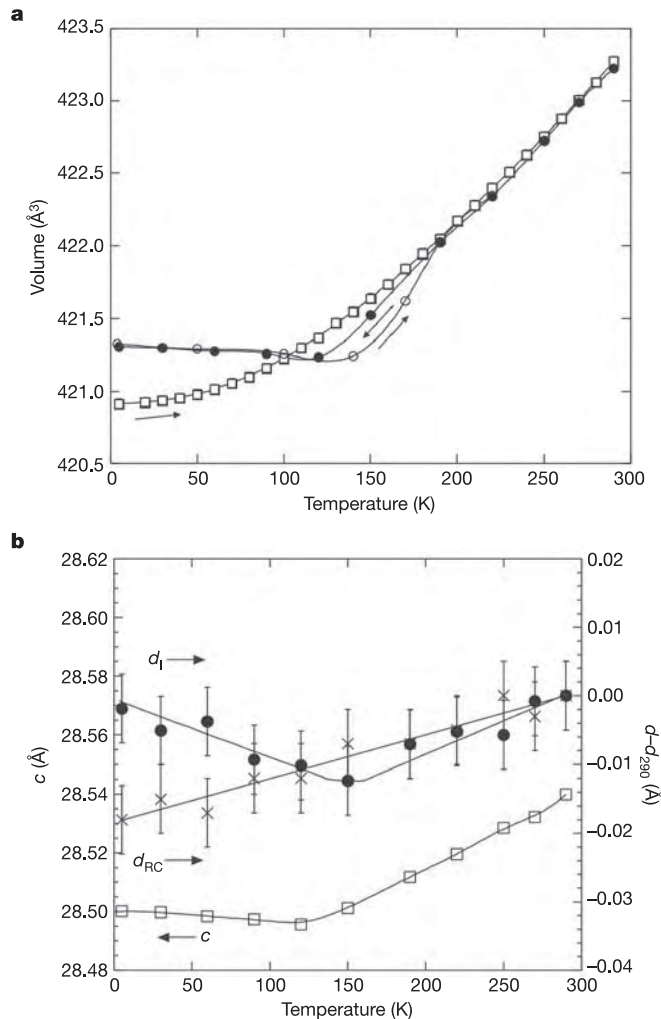 a
423.5
423.0
422.5
422.0
421.5
421.0
420.5
Volume (Å³)
0 50 100 150 200 250 300
Temperature (K)
b
28.62
28.60
28.58
28.56
28.54
28.52
28.50
28.48
c (Å)
0.02
0.01
0.00
−0.01
−0.02
−0.03
−0.04
d–d290 (Å)
dI
dRC
c
0 50 100 150 200 250 300
Temperature (K)